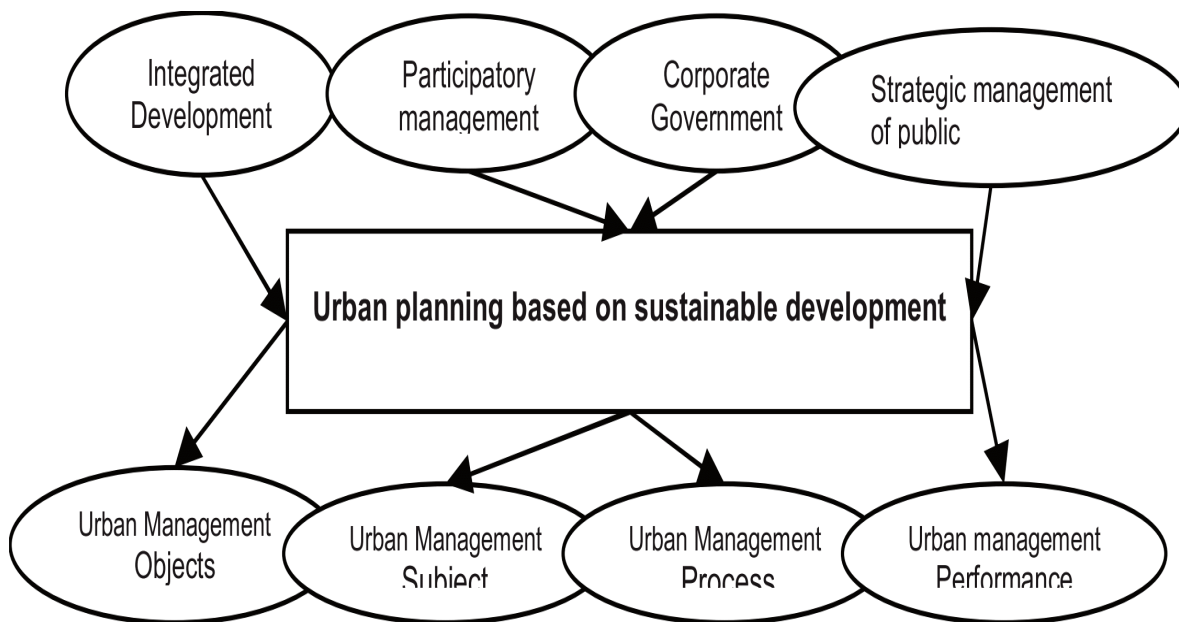 Integrated
Development
Participatory
management
Corporate
Government
Strategic management
of public
Urban planning based on sustainable development
Urban Management
Objects
Urban Management
Subject
Urban Management
Process
Urban management
Performance